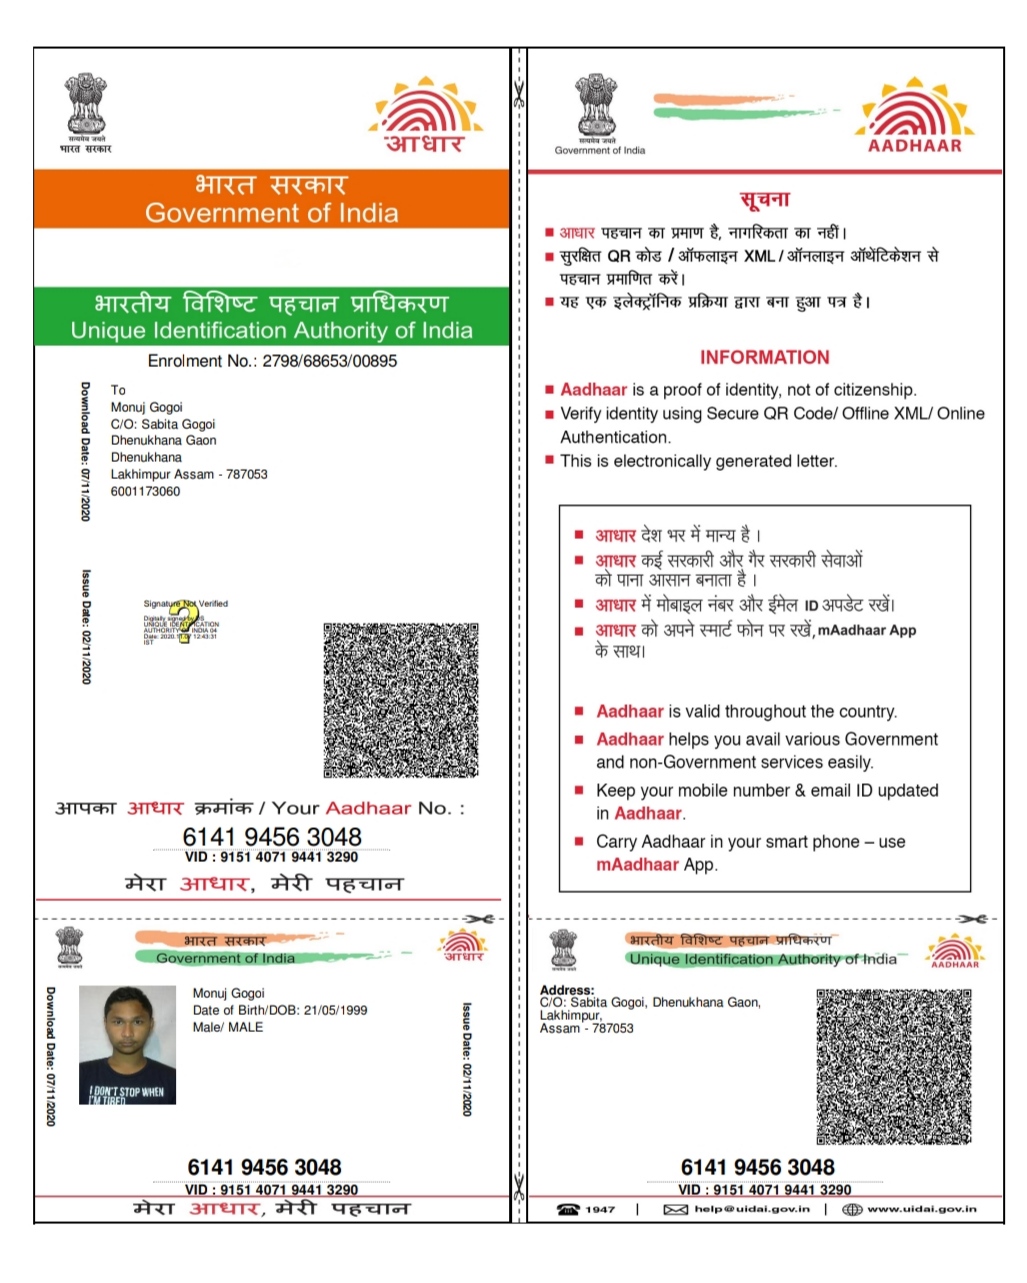 सत्यमेव जयते
भारत सरकार
आधार
भारत सरकार
Government of India
भारतीय विशिष्ट पहचान प्राधिकरण
Unique Identification Authority of India
Enrolment No.: 2798/68653/00895
Download Date: 07/11/2020
To
Monuj Gogoi
C/O: Sabita Gogoi
Dhenukhana Gaon
Dhenukhana
Lakhimpur Assam - 787053
6001173060
Issue Date: 02/11/2020
Signature Not Verified
Digitally signed by DS
UNIQUE IDENTIFICATION
AUTHORITY OF INDIA 04
Date: 2020.11.07 12:43:31
IST
आपका आधार क्रमांक / Your Aadhaar No. :
6141 9456 3048
VID : 9151 4071 9441 3290
मेरा आधार, मेरी पहचान
सत्यमेव जयते
Government of India
AADHAAR
सूचना
आधार पहचान का प्रमाण है, नागरिकता का नहीं।
सुरक्षित QR कोड / ऑफलाइन XML / ऑनलाइन ऑथेंटिकेशन से
पहचान प्रमाणित करें।
यह एक इलेक्ट्रॉनिक प्रक्रिया द्वारा बना हुआ पत्र है।
INFORMATION
Aadhaar is a proof of identity, not of citizenship.
Verify identity using Secure QR Code/ Offline XML/ Online
Authentication.
This is electronically generated letter.
आधार देश भर में मान्य है ।
आधार कई सरकारी और गैर सरकारी सेवाओं
को पाना आसान बनाता है ।
आधार में मोबाइल नंबर और ईमेल ID अपडेट रखें।
आधार को अपने स्मार्ट फोन पर रखें, mAadhaar App
के साथ।
Aadhaar is valid throughout the country.
Aadhaar helps you avail various Government
and non-Government services easily.
Keep your mobile number & email ID updated
in Aadhaar.
Carry Aadhaar in your smart phone – use
mAadhaar App.
भारत सरकार
Government of India
आधार
Download Date: 07/11/2020
I DON'T STOP WHEN
I'M TIRED
Monuj Gogoi
Date of Birth/DOB: 21/05/1999
Male/ MALE
Issue Date: 02/11/2020
6141 9456 3048
VID : 9151 4071 9441 3290
मेरा आधार, मेरी पहचान
भारतीय विशिष्ट पहचान प्राधिकरण
Unique Identification Authority of India
AADHAAR
Address:
C/O: Sabita Gogoi, Dhenukhana Gaon,
Lakhimpur,
Assam - 787053
6141 9456 3048
VID : 9151 4071 9441 3290
1947 | help@uidai.gov.in | www.uidai.gov.in